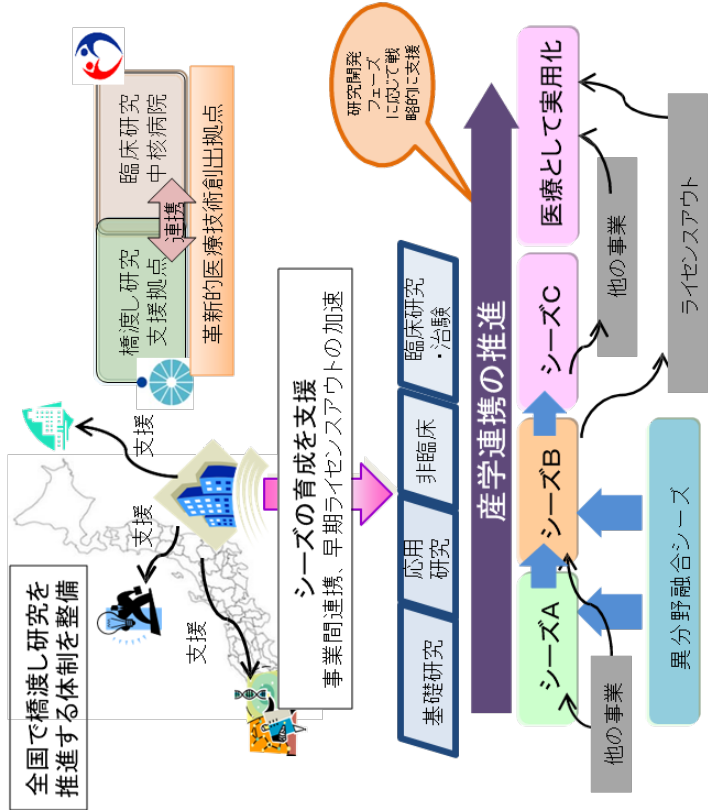 全国で橋渡し研究を
推進する体制を整備
支援
支援
支援
橋渡し研究
支援拠点
連携
臨床研究
中核病院
革新的医療技術創出拠点
シーズの育成を支援
事業間連携、早期ライセンスアウトの加速
研究開発
フェーズ
に応じて戦
略的に支援
基礎研究
応用
研究
非臨床
臨床研究
・治験
産学連携の推進
シーズA
シーズB
シーズC
医療として実用化
他の事業
異分野融合シーズ
他の事業
ライセンスアウト